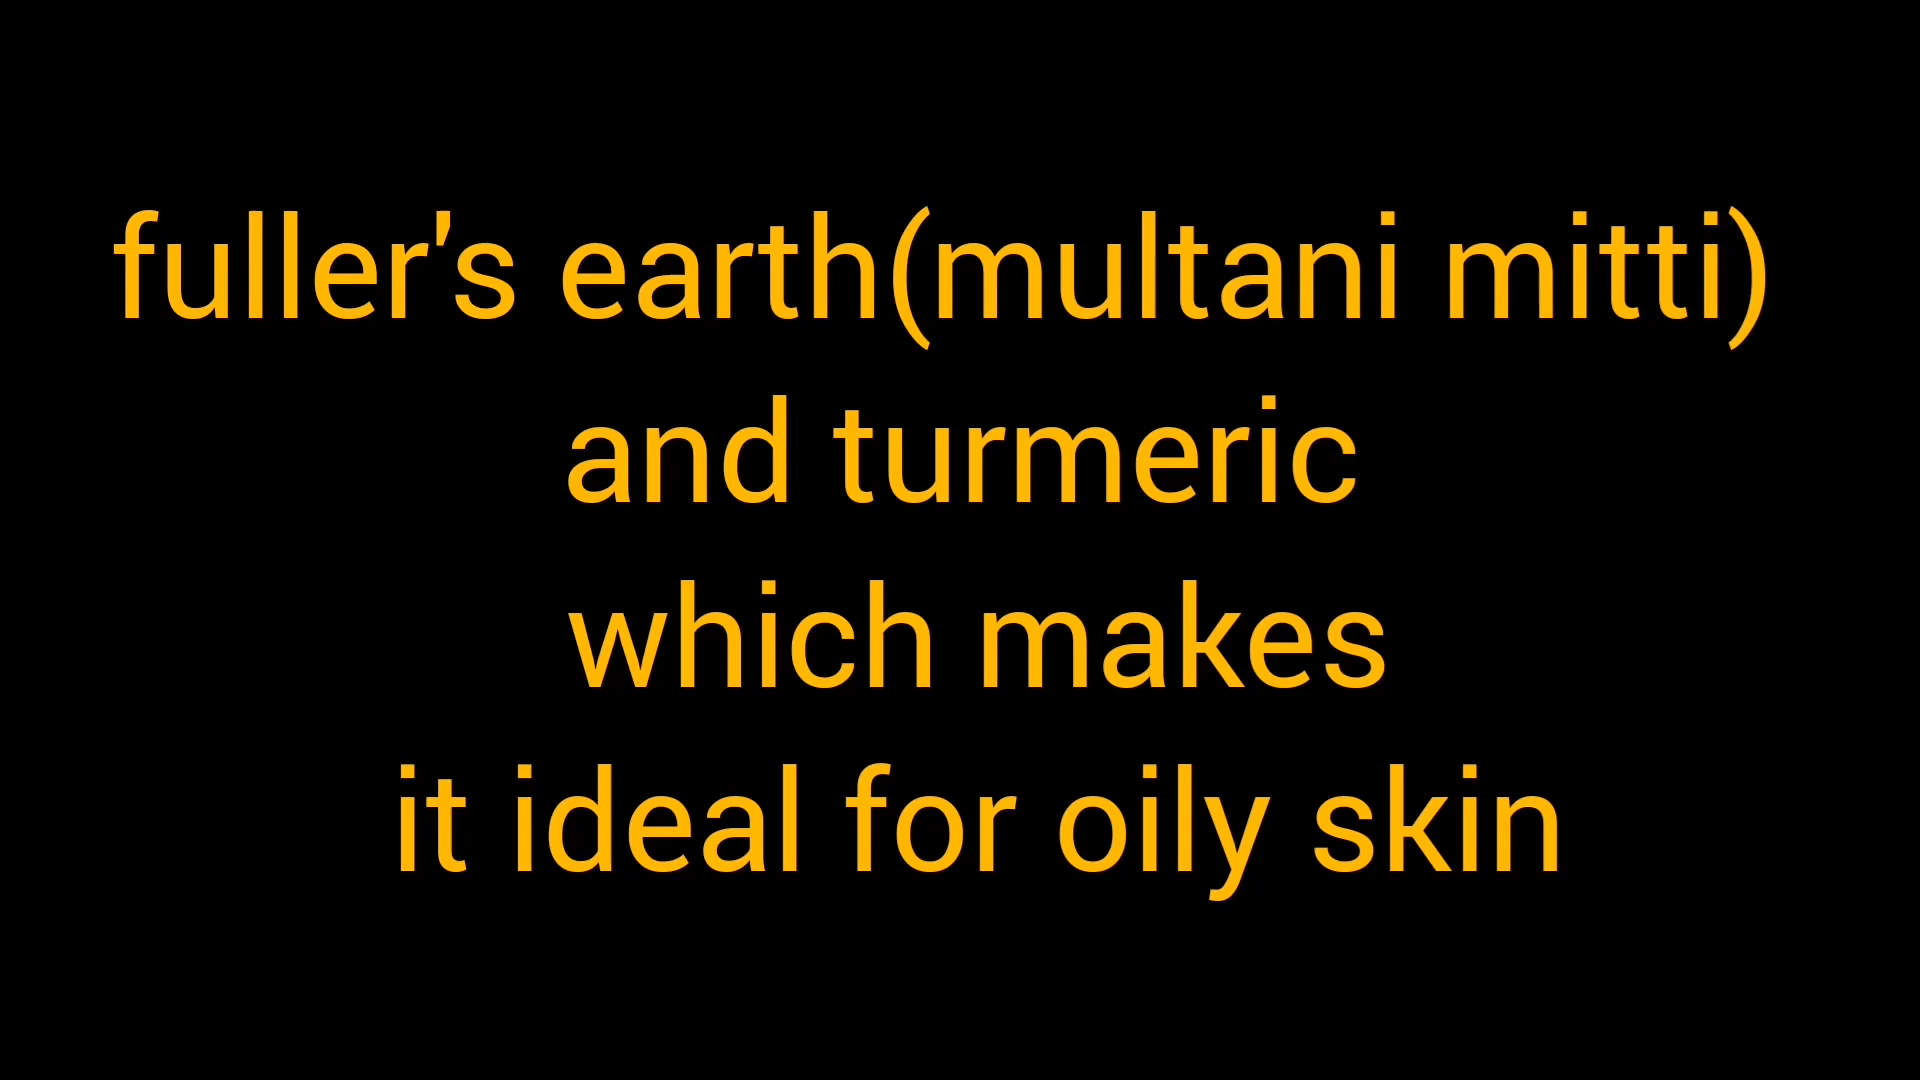 fuller's earth(multani mitti)
and turmeric
which makes
it ideal for oily skin